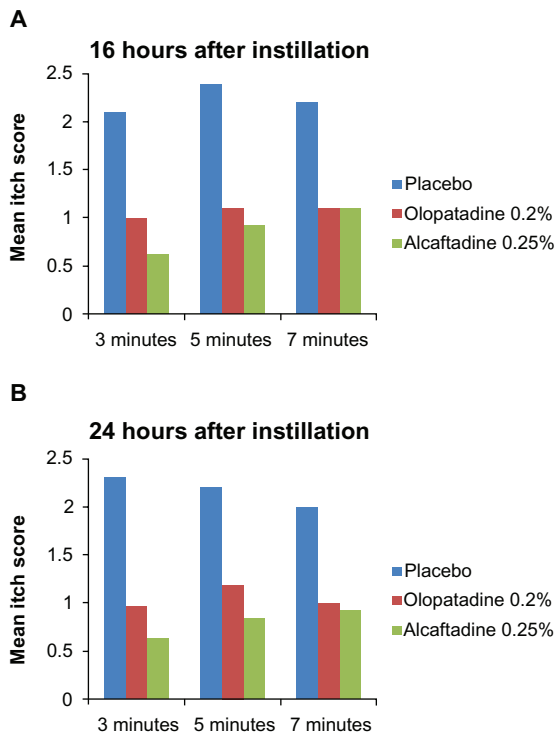 A
16 hours after instillation
Mean itch score
2.5
2
1.5
1
0.5
0
3 minutes 5 minutes 7 minutes
Placebo
Olopatadine 0.2%
Alcaftadine 0.25%
B
24 hours after instillation
Mean itch score
2.5
2
1.5
1
0.5
0
3 minutes 5 minutes 7 minutes
Placebo
Olopatadine 0.2%
Alcaftadine 0.25%